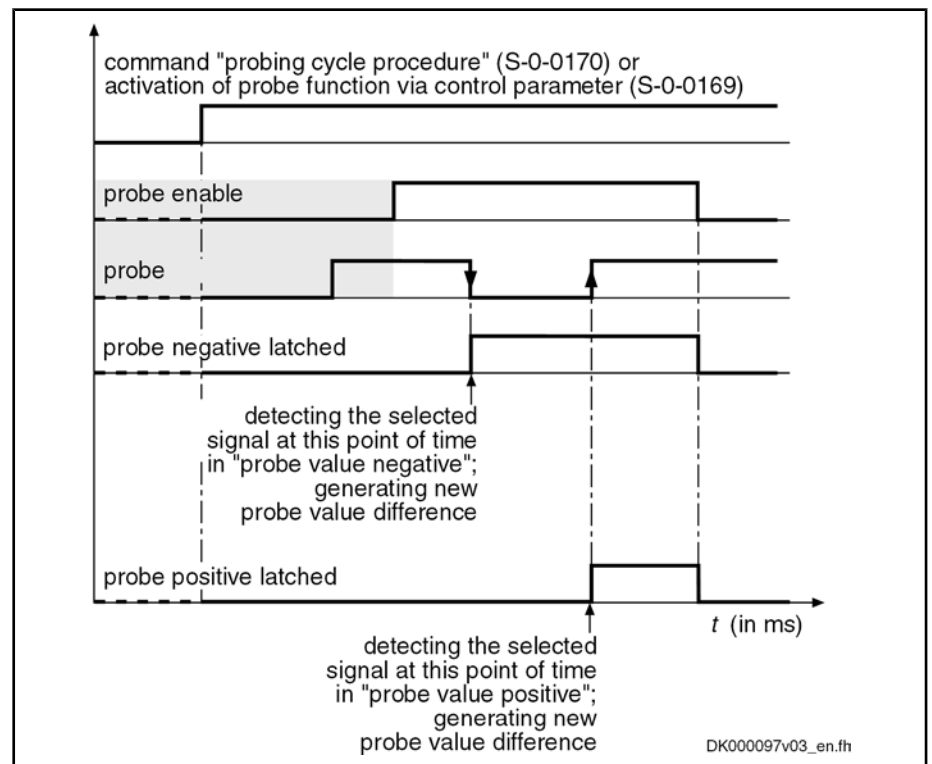 command "probing cycle procedure" (S-0-0170) or
activation of probe function via control parameter (S-0-0169)
probe enable
probe
probe negative latched
detecting the selected
signal at this point of time
in "probe value negative";
generating new
probe value difference
probe positive latched
t (in ms)
detecting the selected
signal at this point of time
in "probe value positive";
generating new
probe value difference
DK000097v03_en.fh